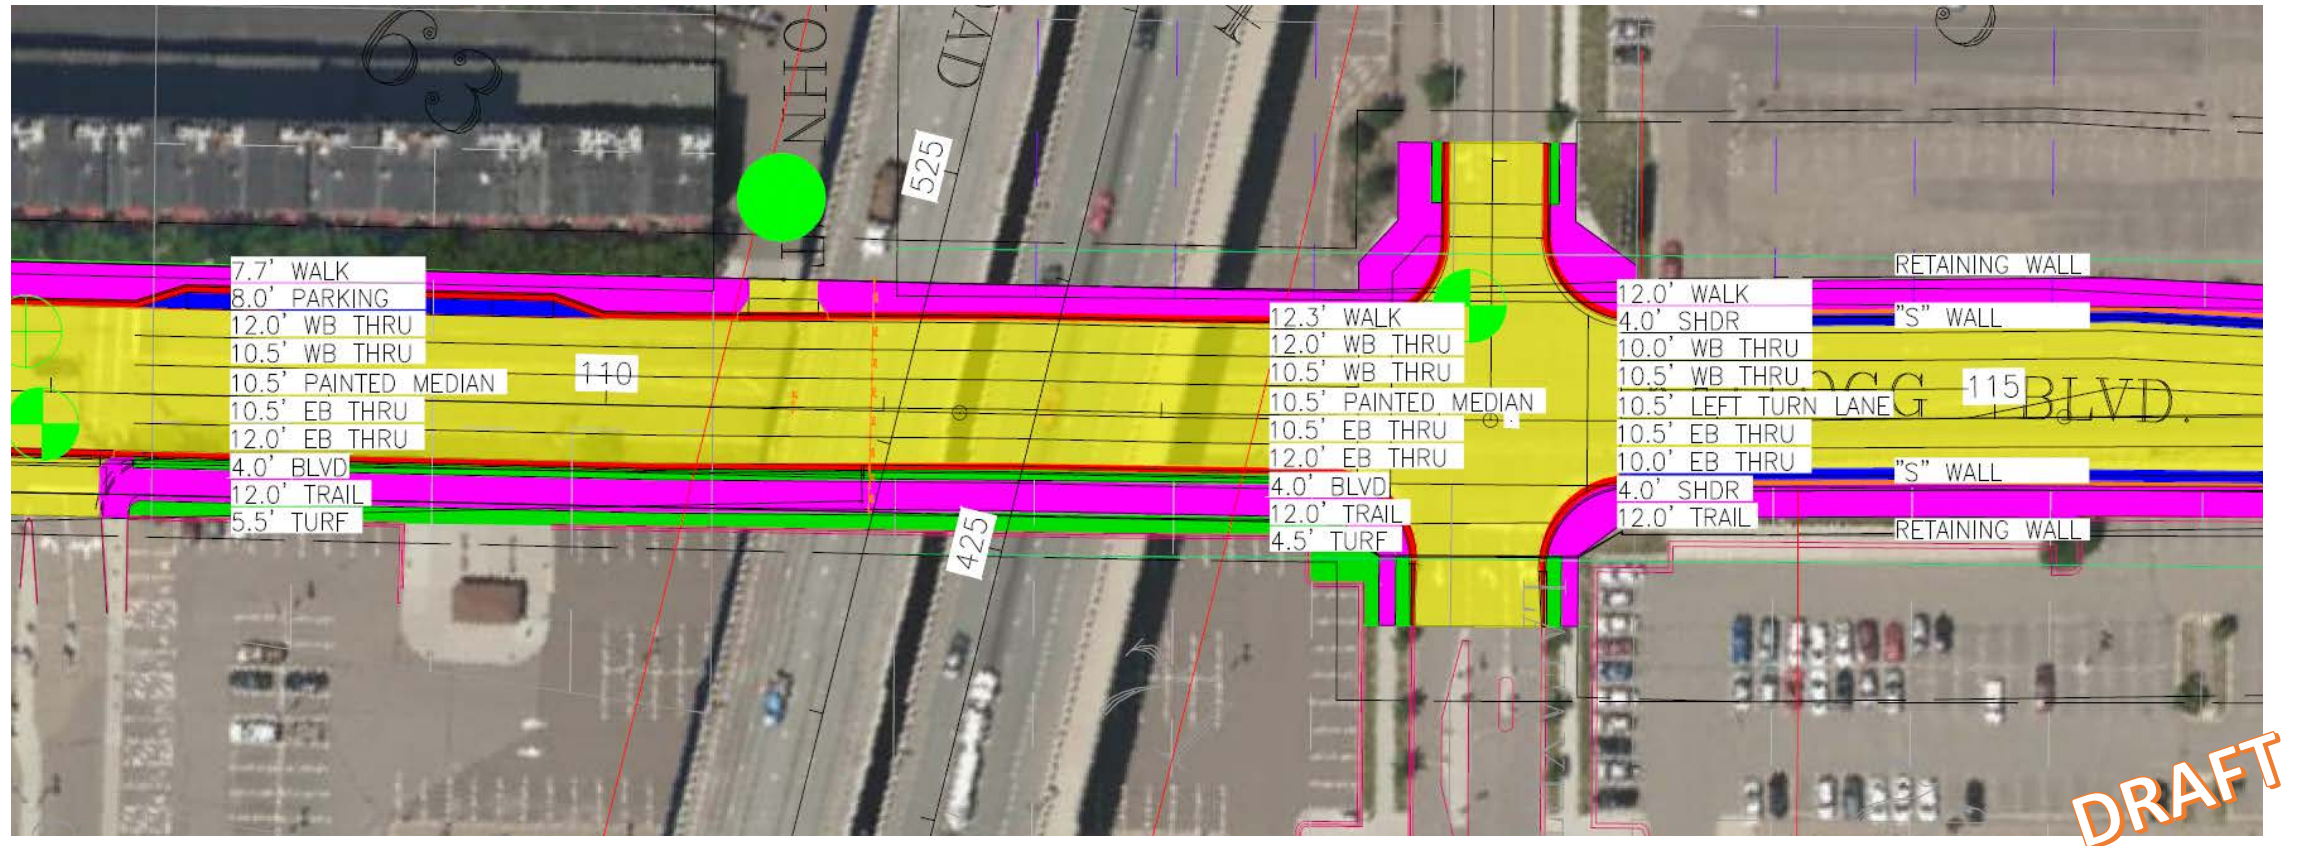 63
JOHN
525
7.7' WALK
8.0' PARKING
12.0' WB THRU
10.5' WB THRU
10.5' PAINTED MEDIAN
10.5' EB THRU
12.0' EB THRU
4.0' BLVD
12.0' TRAIL
5.5' TURF
110
425
12.3' WALK
12.0' WB THRU
10.5' WB THRU
10.5' PAINTED MEDIAN
10.5' EB THRU
12.0' EB THRU
4.0' BLVD
12.0' TRAIL
4.5' TURF
12.0' WALK
4.0' SHDR
10.0' WB THRU
10.5' WB THRU
10.5' LEFT TURN LANE
10.5' EB THRU
10.0' EB THRU
4.0' SHDR
12.0' TRAIL
RETAINING WALL
"S" WALL
115 BLVD.
"S" WALL
RETAINING WALL
DRAFT